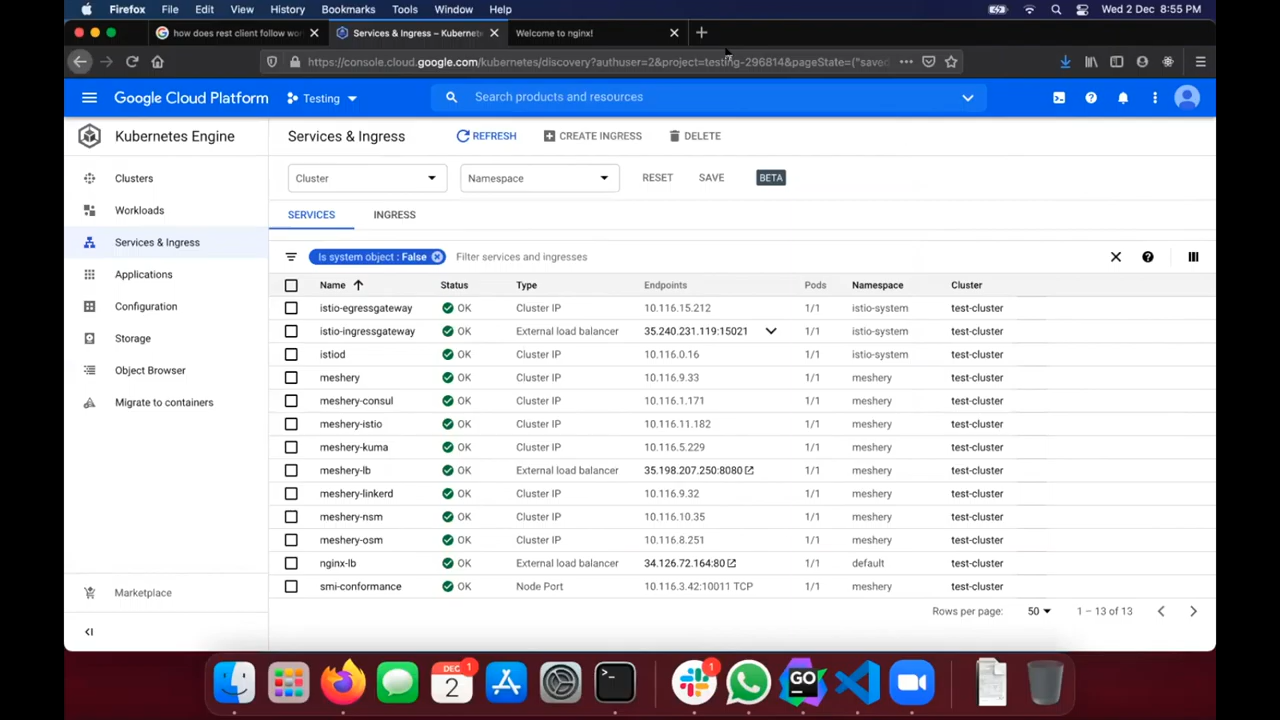 Firefox File Edit View History Bookmarks Tools Window Help Wed 2 Dec 8:55 PM
how does rest client follow wor Services & Ingress – Kubernete Welcome to nginx!
https://console.cloud.google.com/kubernetes/discovery?authuser=2&project=testing-296814&pageState={"saved
Google Cloud Platform Testing Search products and resources
Kubernetes Engine Services & Ingress REFRESH CREATE INGRESS DELETE
Clusters Cluster Namespace RESET SAVE BETA
Workloads SERVICES INGRESS
Services & Ingress Is system object : False Filter services and ingresses
Applications
Configuration
Storage
Object Browser
Migrate to containers
Marketplace
Name Status Type Endpoints Pods Namespace Cluster
istio-egressgateway OK Cluster IP 10.116.15.212 1/1 istio-system test-cluster
istio-ingressgateway OK External load balancer 35.240.231.119:15021 1/1 istio-system test-cluster
istiod OK Cluster IP 10.116.0.16 1/1 istio-system test-cluster
meshery OK Cluster IP 10.116.9.33 1/1 meshery test-cluster
meshery-consul OK Cluster IP 10.116.1.171 1/1 meshery test-cluster
meshery-istio OK Cluster IP 10.116.11.182 1/1 meshery test-cluster
meshery-kuma OK Cluster IP 10.116.5.229 1/1 meshery test-cluster
meshery-lb OK External load balancer 35.198.207.250:8080 1/1 meshery test-cluster
meshery-linkerd OK Cluster IP 10.116.9.32 1/1 meshery test-cluster
meshery-nsm OK Cluster IP 10.116.10.35 1/1 meshery test-cluster
meshery-osm OK Cluster IP 10.116.8.251 1/1 meshery test-cluster
nginx-lb OK External load balancer 34.126.72.164:80 1/1 default test-cluster
smi-conformance OK Node Port 10.116.3.42:10011 TCP 1/1 meshery test-cluster
Rows per page: 50 1 – 13 of 13
DEC 1
2
1
GO